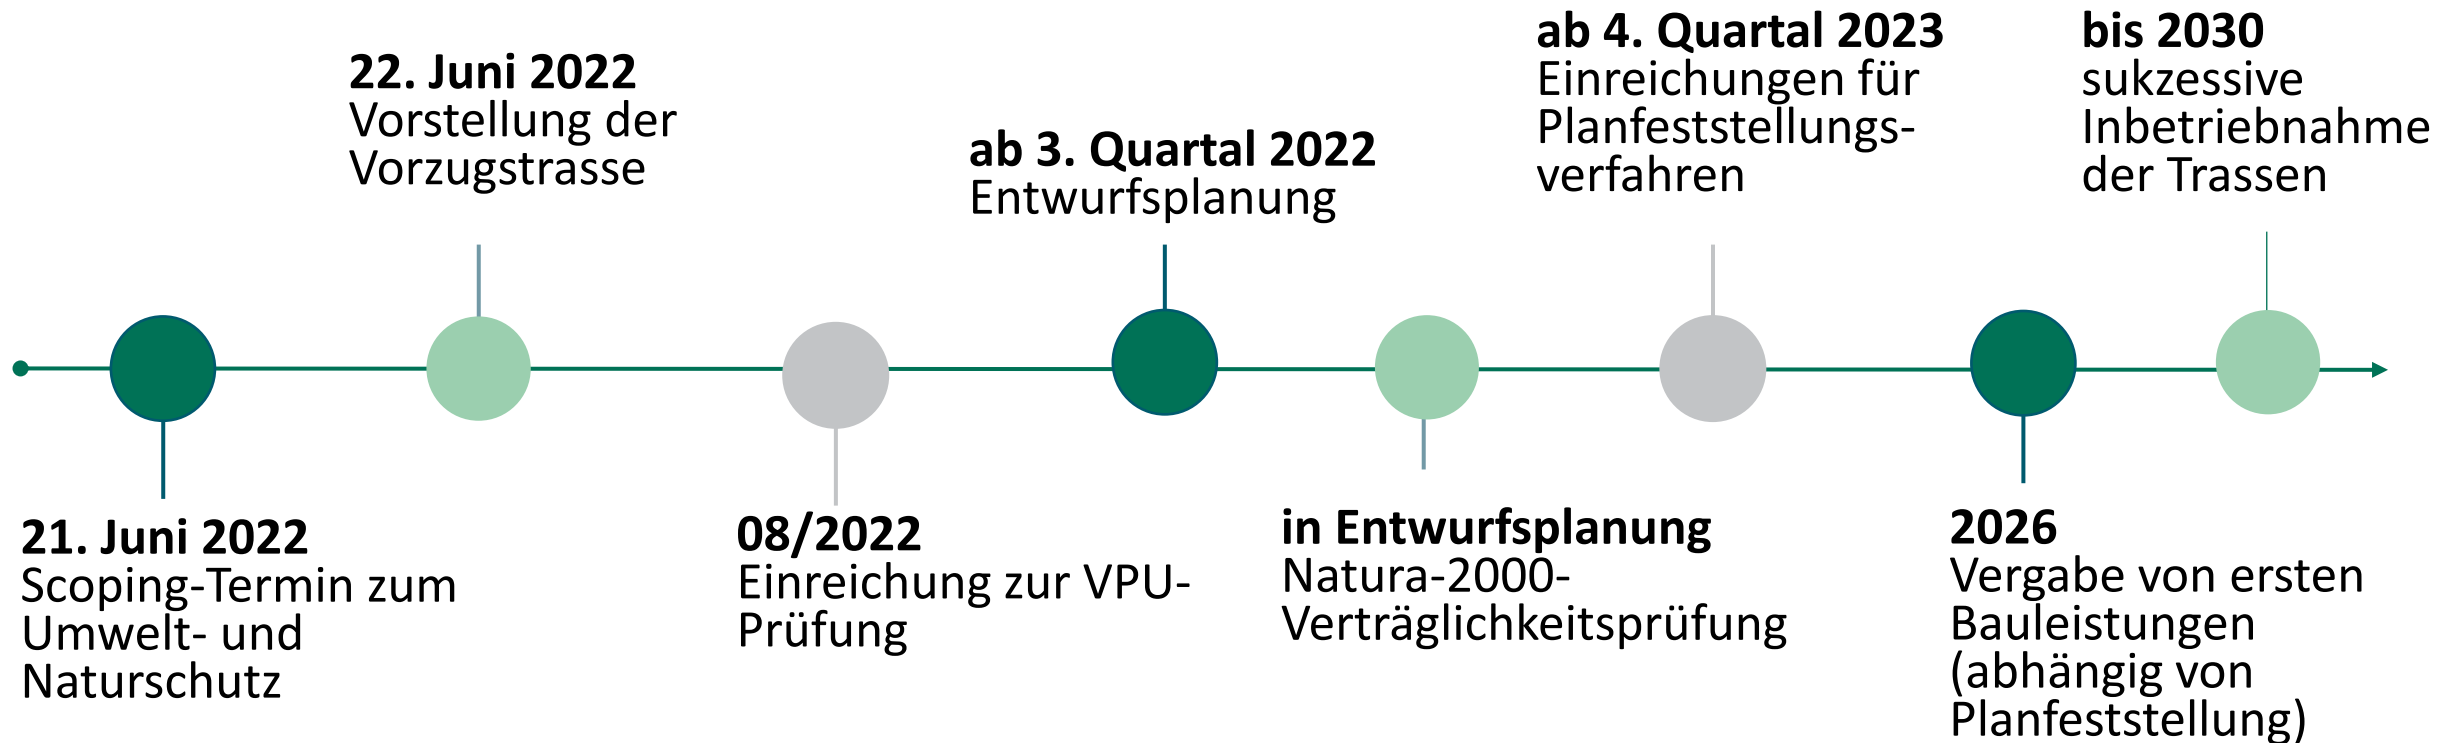 21. Juni 2022
Scoping-Termin zum
Umwelt- und
Naturschutz
22. Juni 2022
Vorstellung der
Vorzugstrasse
08/2022
Einreichung zur VPU-
Prüfung
ab 3. Quartal 2022
Entwurfsplanung
in Entwurfsplanung
Natura-2000-
Verträglichkeitsprüfung
ab 4. Quartal 2023
Einreichungen für
Planfeststellungs-
verfahren
2026
Vergabe von ersten
Bauleistungen
(abhängig von
Planfeststellung)
bis 2030
sukzessive
Inbetriebnahme
der Trassen